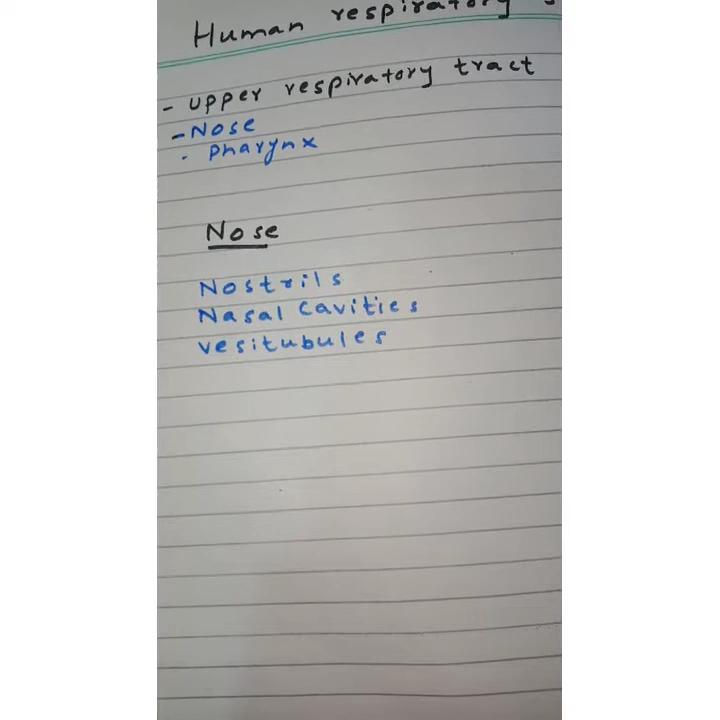 Human respiratory
- upper respiratory tract
- Nose
. pharynx
Nose
Nostrils
Nasal cavities
vesitubules